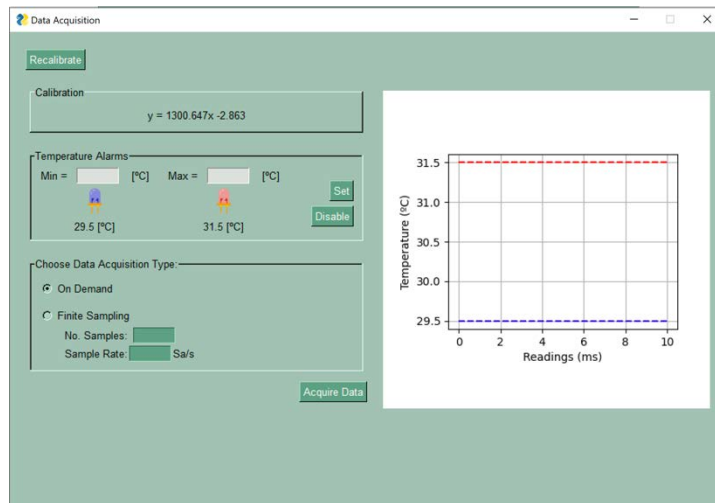 Data Acquisition
Recalibrate
Calibration
y = 1300.647x -2.863
Temperature Alarms
Min = [ºC] Max = [ºC]
Set
Disable
29.5 [ºC] 31.5 [ºC]
Choose Data Acquisition Type:
On Demand
Finite Sampling
No. Samples:
Sample Rate: Sa/s
Acquire Data
Temperature (ºC)
31.5
31.0
30.5
30.0
29.5
0 2 4 6 8 10
Readings (ms)